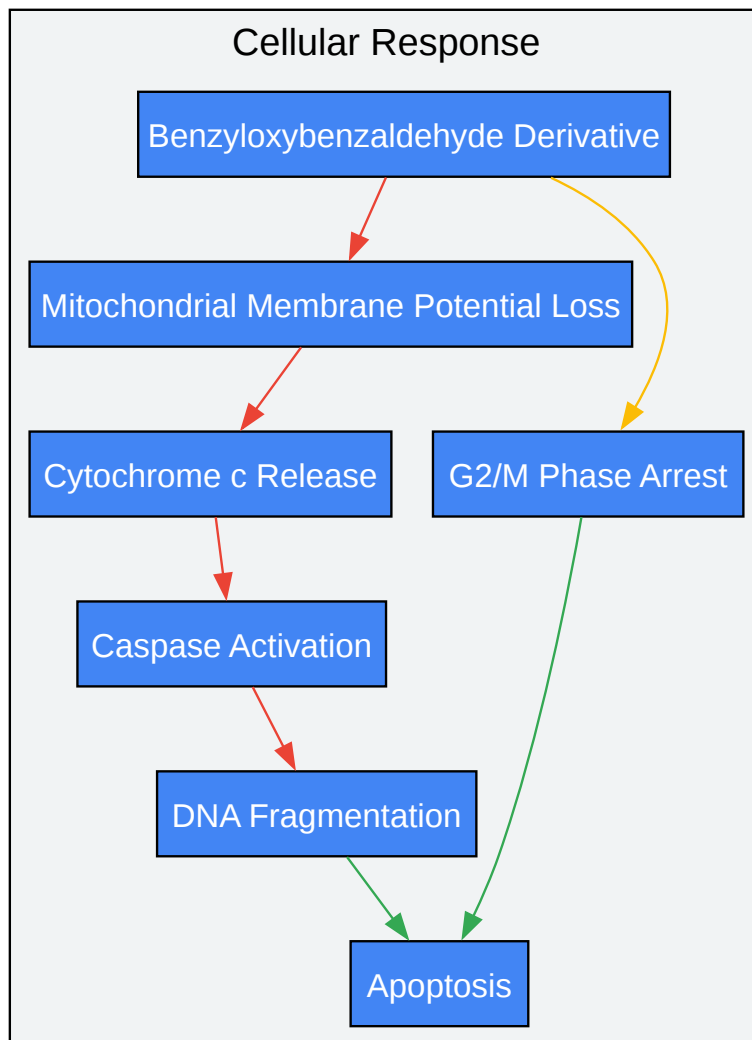 Cellular Response
Benzyloxybenzaldehyde Derivative
Mitochondrial Membrane Potential Loss
Cytochrome c Release
G2/M Phase Arrest
Caspase Activation
DNA Fragmentation
Apoptosis